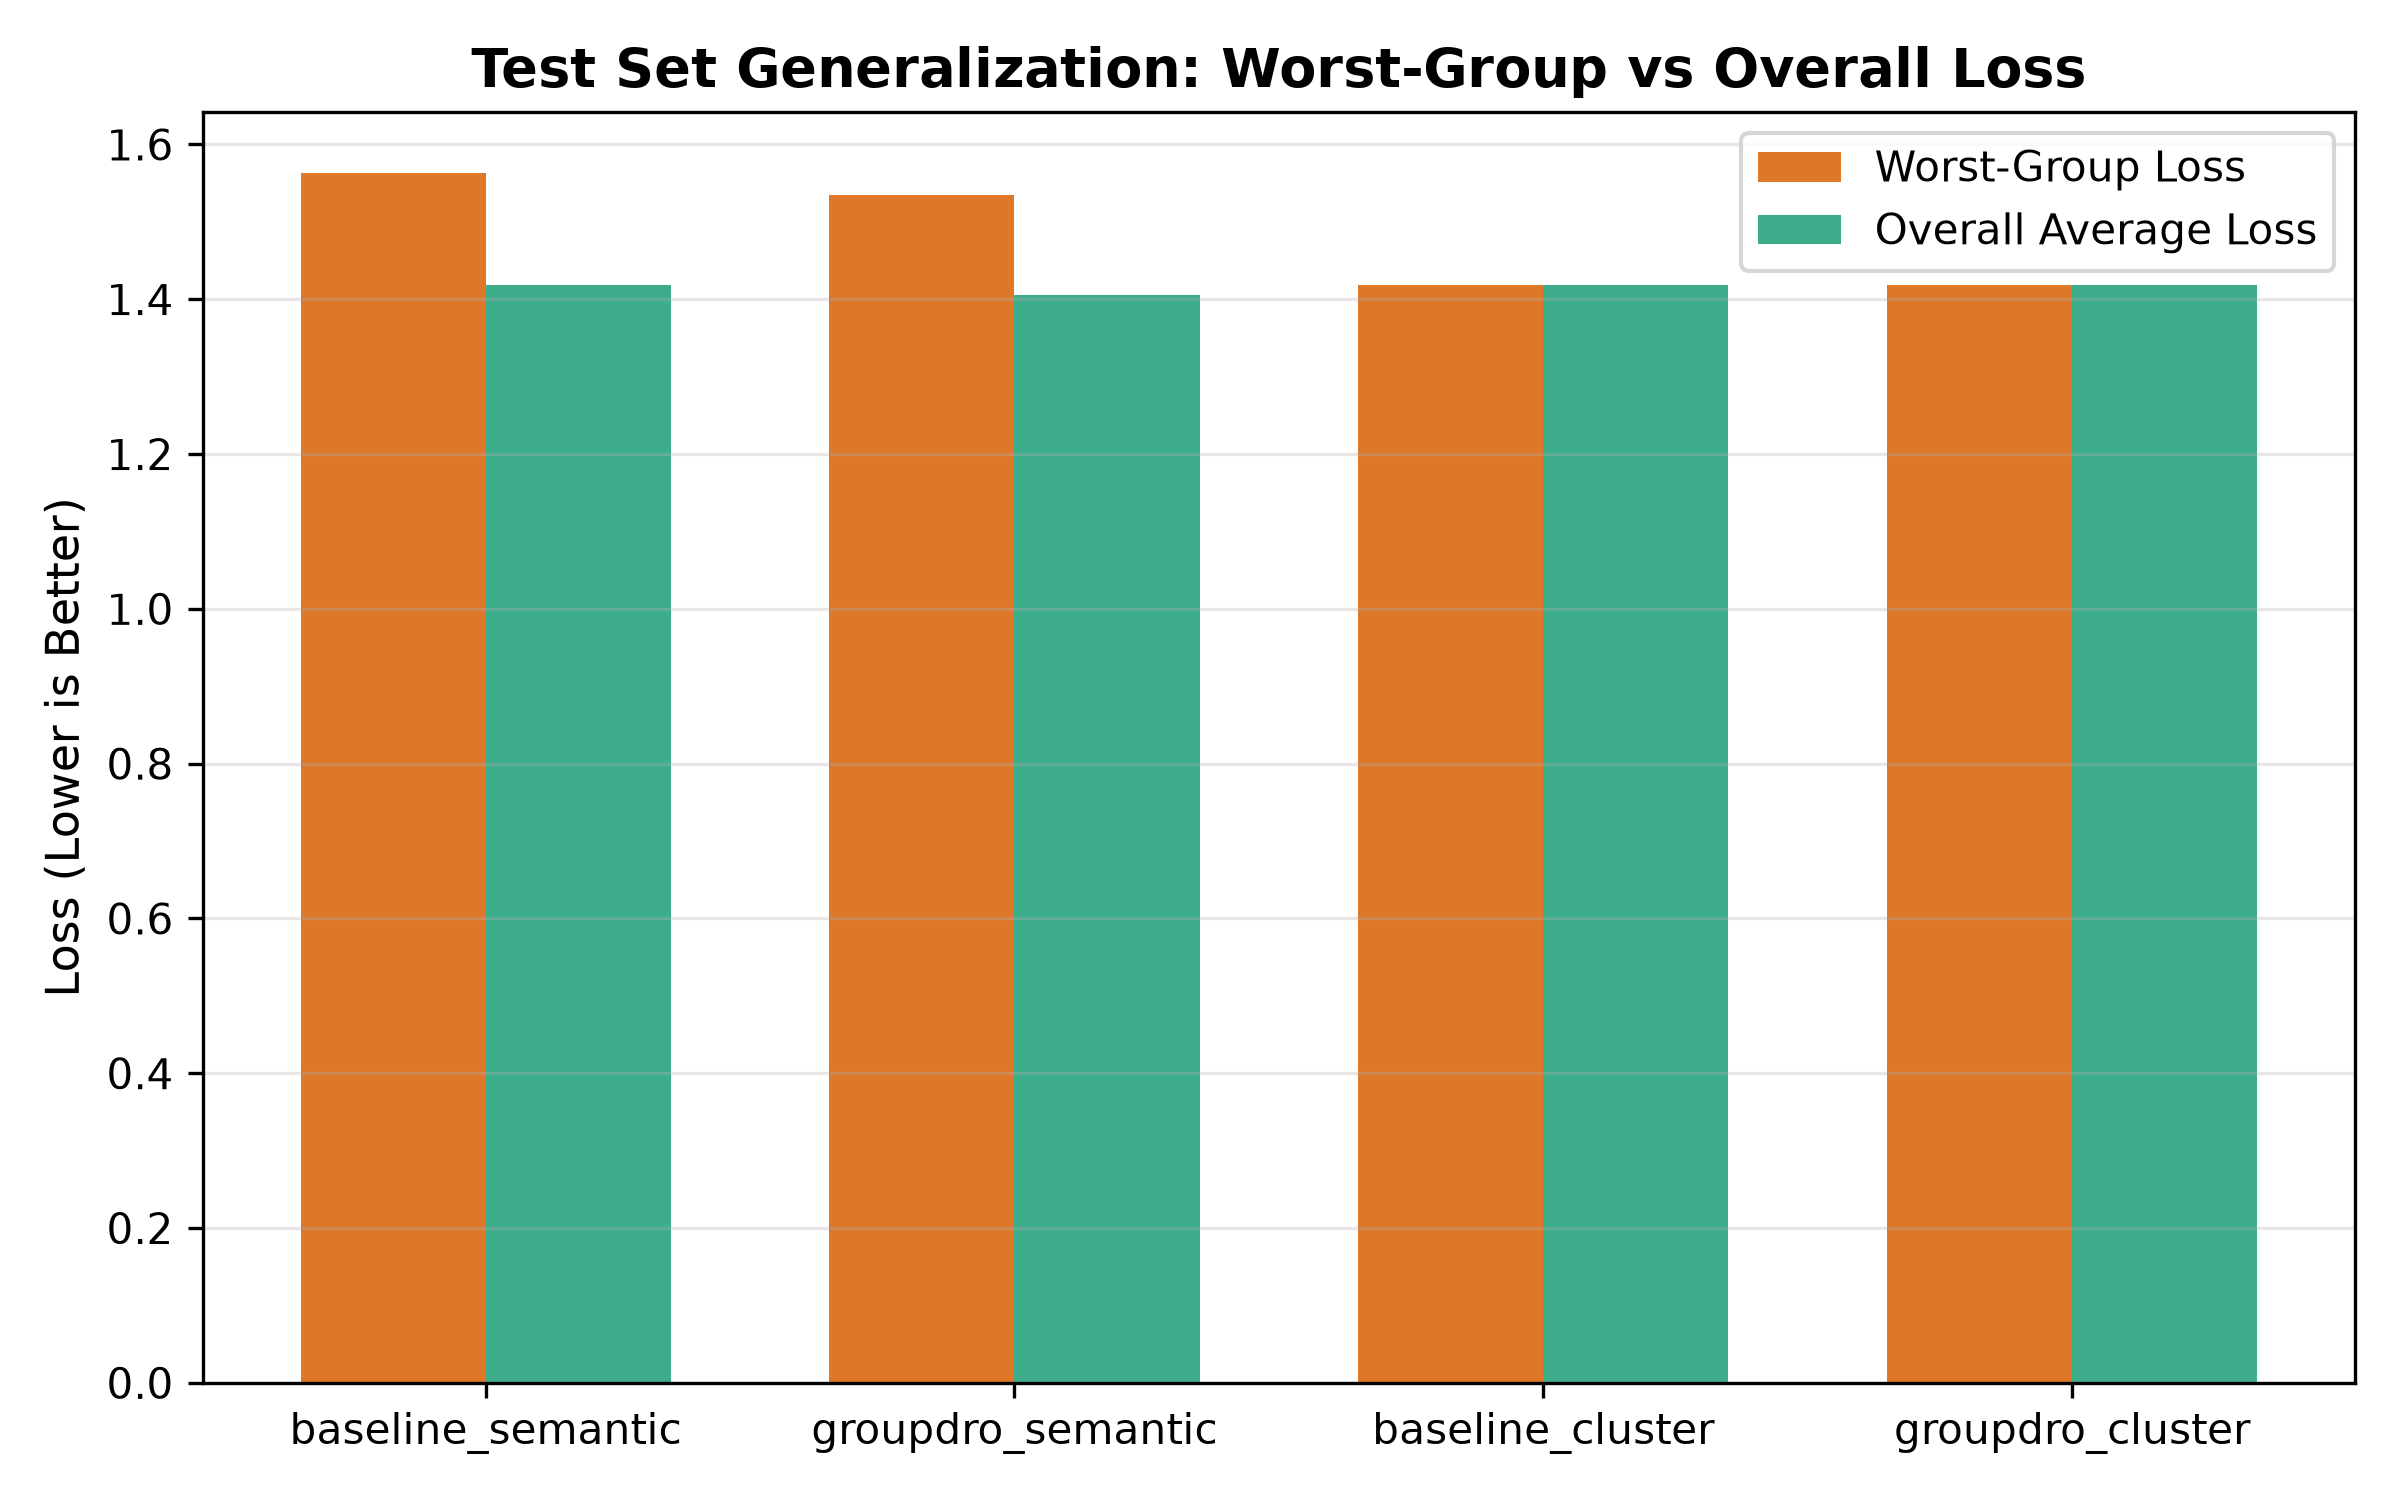 Test Set Generalization: Worst-Group vs Overall Loss
Worst-Group Loss
Overall Average Loss
Loss (Lower is Better)
1.6
1.4
1.2
1.0
0.8
0.6
0.4
0.2
0.0
baseline_semantic
groupdro_semantic
baseline_cluster
groupdro_cluster